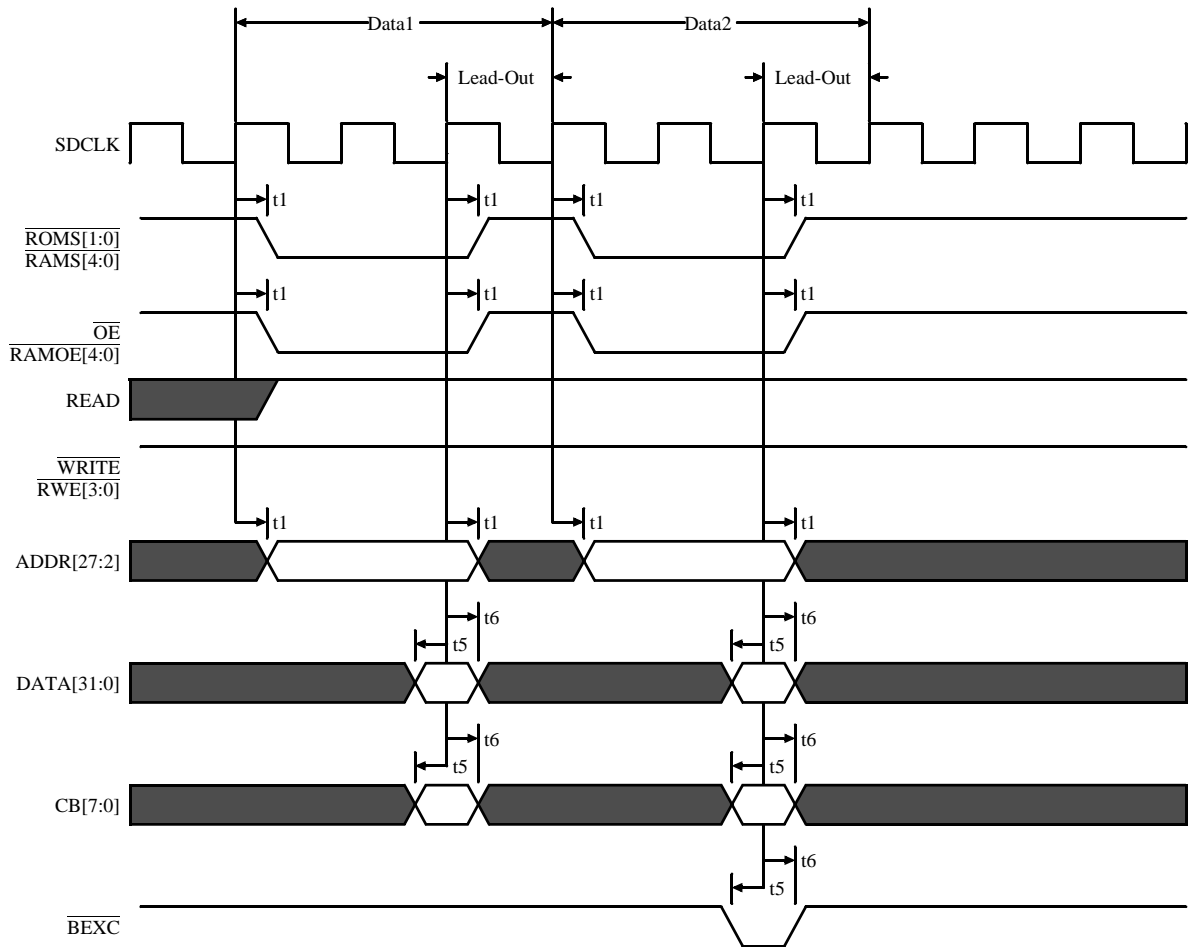 Data1 Data2
Lead-Out Lead-Out
SDCLK
t1 t1 t1 t1
ROMS[1:0]
RAMS[4:0]
t1 t1 t1 t1
OE
RAMOE[4:0]
READ
WRITE
RWE[3:0]
t1 t1 t1 t1
ADDR[27:2]
t6 t6
t5 t5
DATA[31:0]
t6 t6
t5 t5
CB[7:0]
t6
t5
BEXC